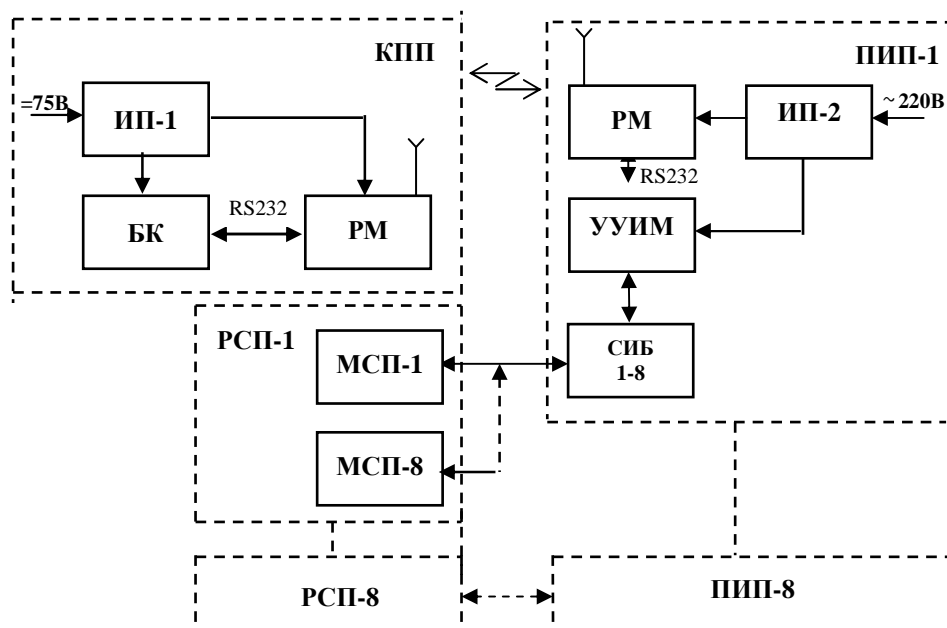 КПП
=75В
ИП-1
БК
RS232
РМ
ПИП-1
РМ
ИП-2
~220В
RS232
УУИМ
СИБ
1-8
РСП-1
МСП-1
МСП-8
РСП-8
ПИП-8